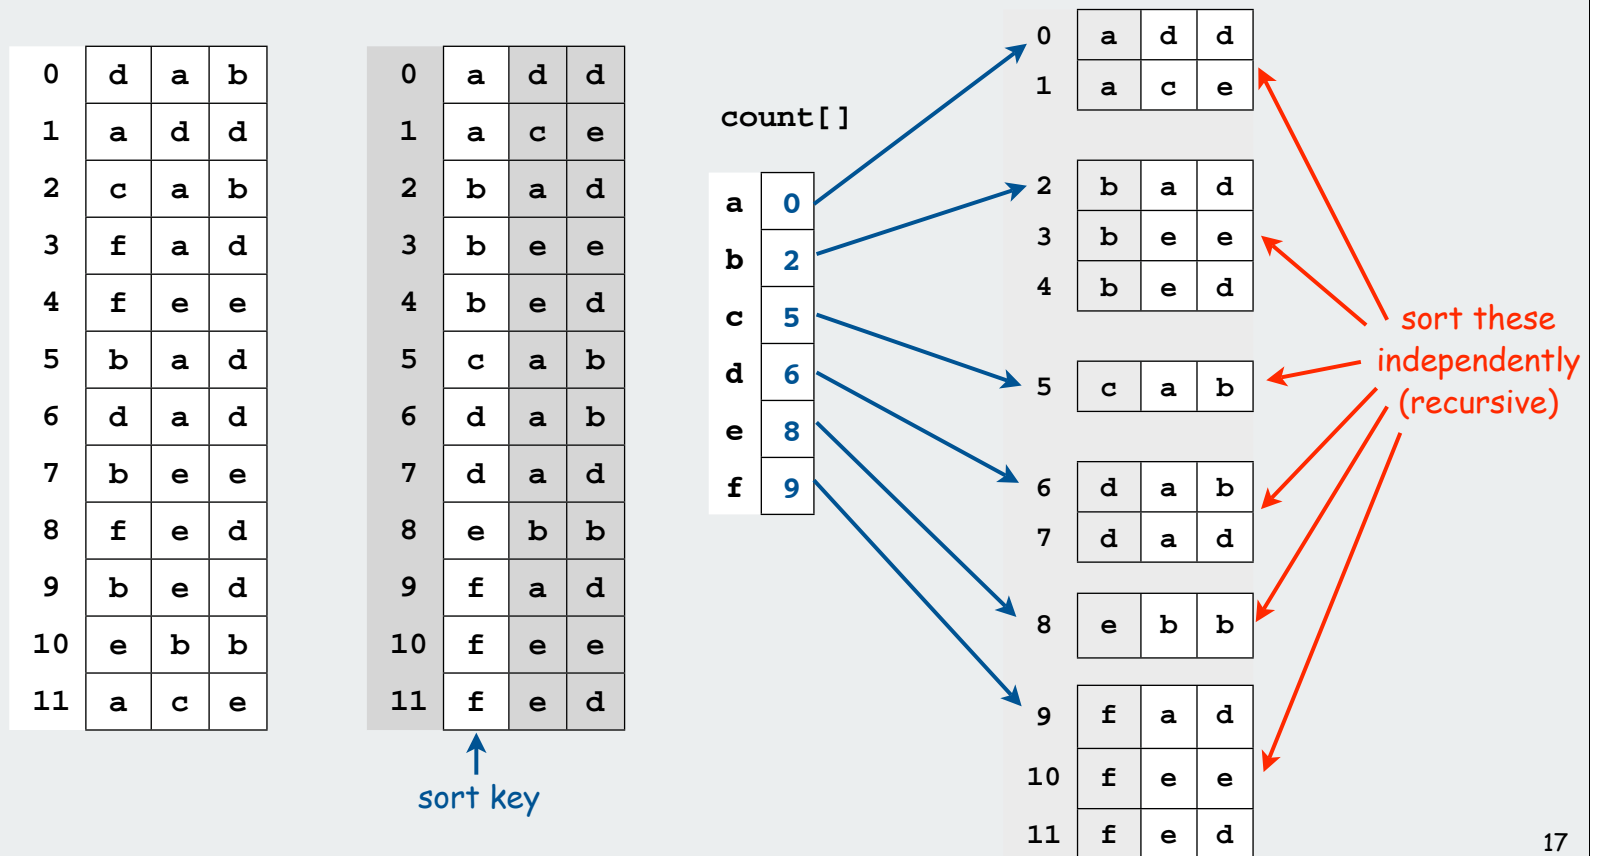 0 d a b
1 a d d
2 c a b
3 f a d
4 f e e
5 b a d
6 d a d
7 b e e
8 f e d
9 b e d
10 e b b
11 a c e
0 a d d
1 a c e
2 b a d
3 b e e
4 b e d
5 c a b
6 d a b
7 d a d
8 e b b
9 f a d
10 f e e
11 f e d
sort key
count[]
a 0
b 2
c 5
d 6
e 8
f 9
0 a d d
1 a c e
2 b a d
3 b e e
4 b e d
5 c a b
6 d a b
7 d a d
8 e b b
9 f a d
10 f e e
11 f e d
sort these
independently
(recursive)
17